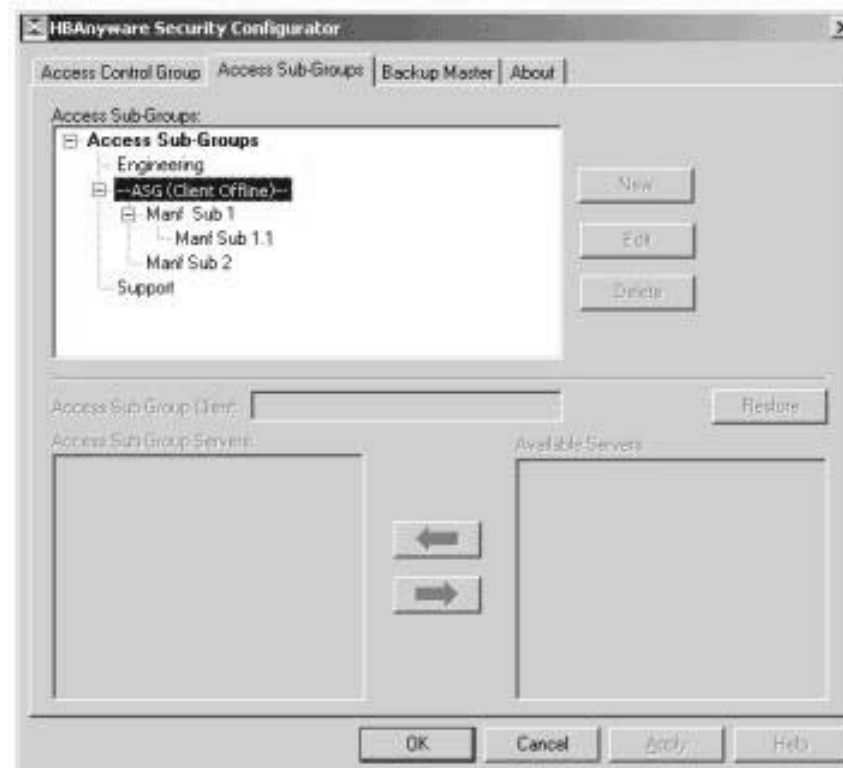 HBAnyware Security Configurator
Access Control Group Access Sub-Groups Backup Master About
Access Sub-Groups:
Access Sub-Groups
Engineering
--ASG (Client Offline)--
New
Manf Sub 1
Manf Sub 1.1
Edit
Manf Sub 2
Support
Delete
Access Sub Group Client:
Restore
Access Sub Group Servers:
Available Servers
OK Cancel Apply Help